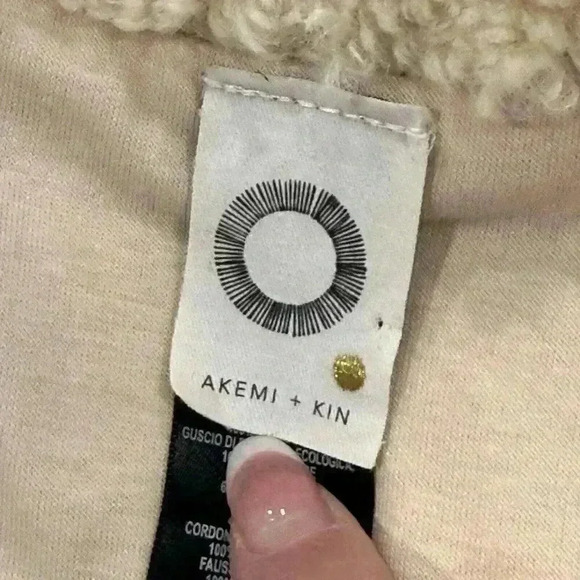 AKEMI + KIN
GUSCIO DI ECOLOGICA,
CORDON
100%
FAUS